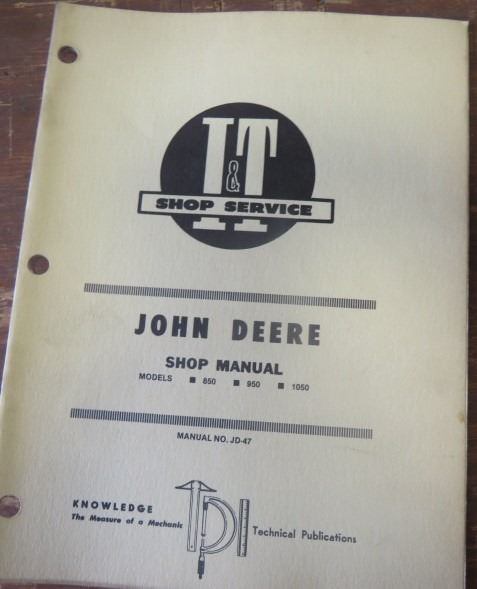 I&T
SHOP SERVICE
JOHN DEERE
SHOP MANUAL
MODELS ■ 850 ■ 950 ■ 1050
MANUAL NO. JD-47
KNOWLEDGE
The Measure of a Mechanic
TPI
Technical Publications